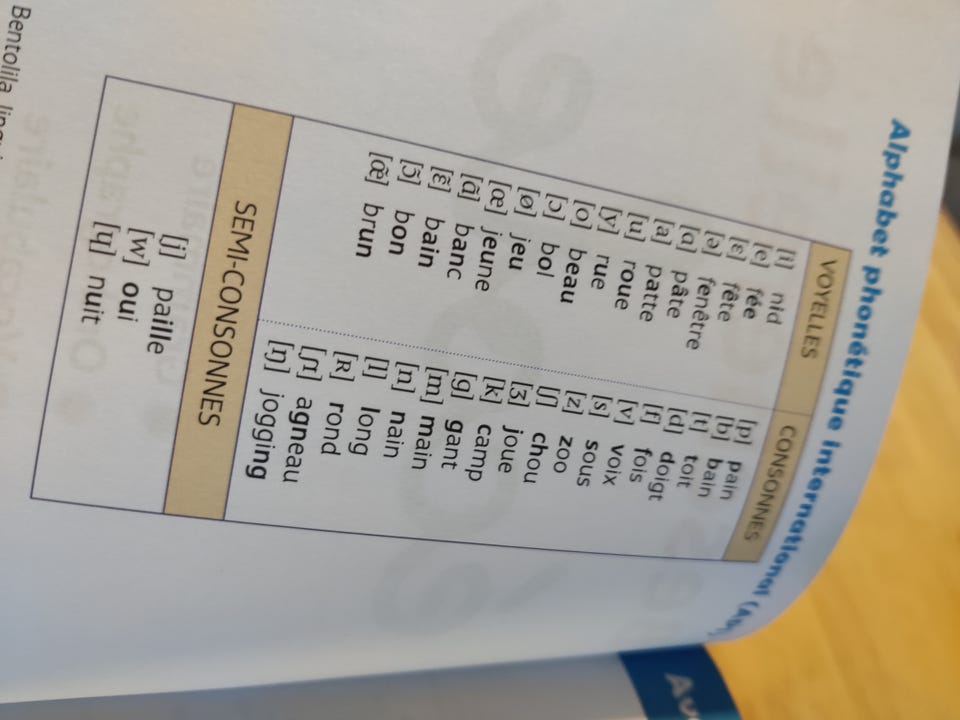 Alphabet phonétique international
VOYELLES
[i] nid
[e] fée
[ɛ] fête
[ə] fenêtre
[ɑ] pâte
[a] patte
[u] roue
[y] rue
[o] beau
[ɔ] bol
[ø] jeu
[œ] jeune
[ɑ̃] banc
[ɛ̃] bain
[ɔ̃] bon
[œ̃] brun
CONSONNES
[p] pain
[b] bain
[t] toit
[d] doigt
[f] fois
[v] voix
[s] sous
[z] zoo
[ʃ] chou
[ʒ] joue
[k] camp
[g] gant
[m] main
[n] nain
[l] long
[R] rond
[ɲ] agneau
[ŋ] jogging
SEMI-CONSONNES
[j] paille
[w] oui
[ɥ] nuit
Bentolila